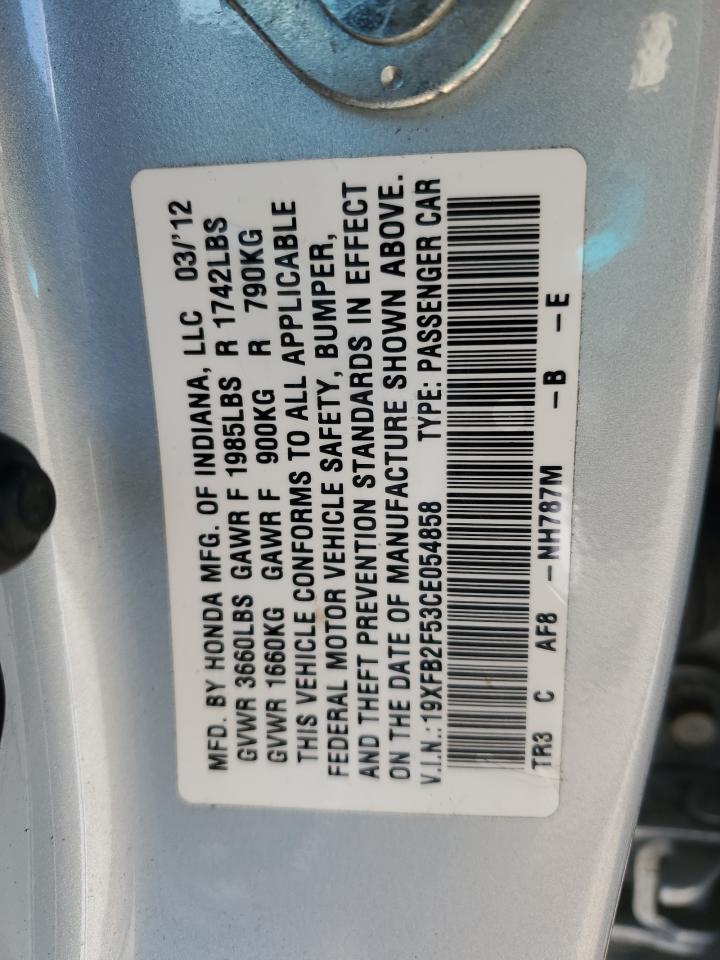 MFD. BY HONDA MFG. OF INDIANA, LLC 03/'12
GVWR 3660LBS GAWR F 1985LBS R 1742LBS
GVWR 1660KG GAWR F 900KG R 790KG
THIS VEHICLE CONFORMS TO ALL APPLICABLE
FEDERAL MOTOR VEHICLE SAFETY, BUMPER,
AND THEFT PREVENTION STANDARDS IN EFFECT
ON THE DATE OF MANUFACTURE SHOWN ABOVE.
V.I.N.: 19XFB2F53CE054858 TYPE: PASSENGER CAR
TR3 C AF8 -NH787M -B -E